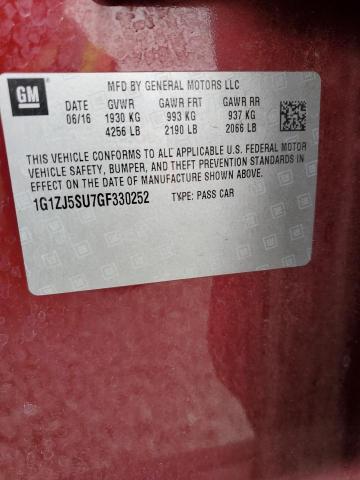 GM
MFD BY GENERAL MOTORS LLC
DATE GVWR GAWR FRT GAWR RR
06/16 1930 KG 993 KG 937 KG
4256 LB 2190 LB 2066 LB
THIS VEHICLE CONFORMS TO ALL APPLICABLE U.S. FEDERAL MOTOR
VEHICLE SAFETY, BUMPER, AND THEFT PREVENTION STANDARDS
IN EFFECT ON THE DATE OF MANUFACTURE SHOWN ABOVE.
1G1ZJ5SU7GF330252 TYPE: PASS CAR